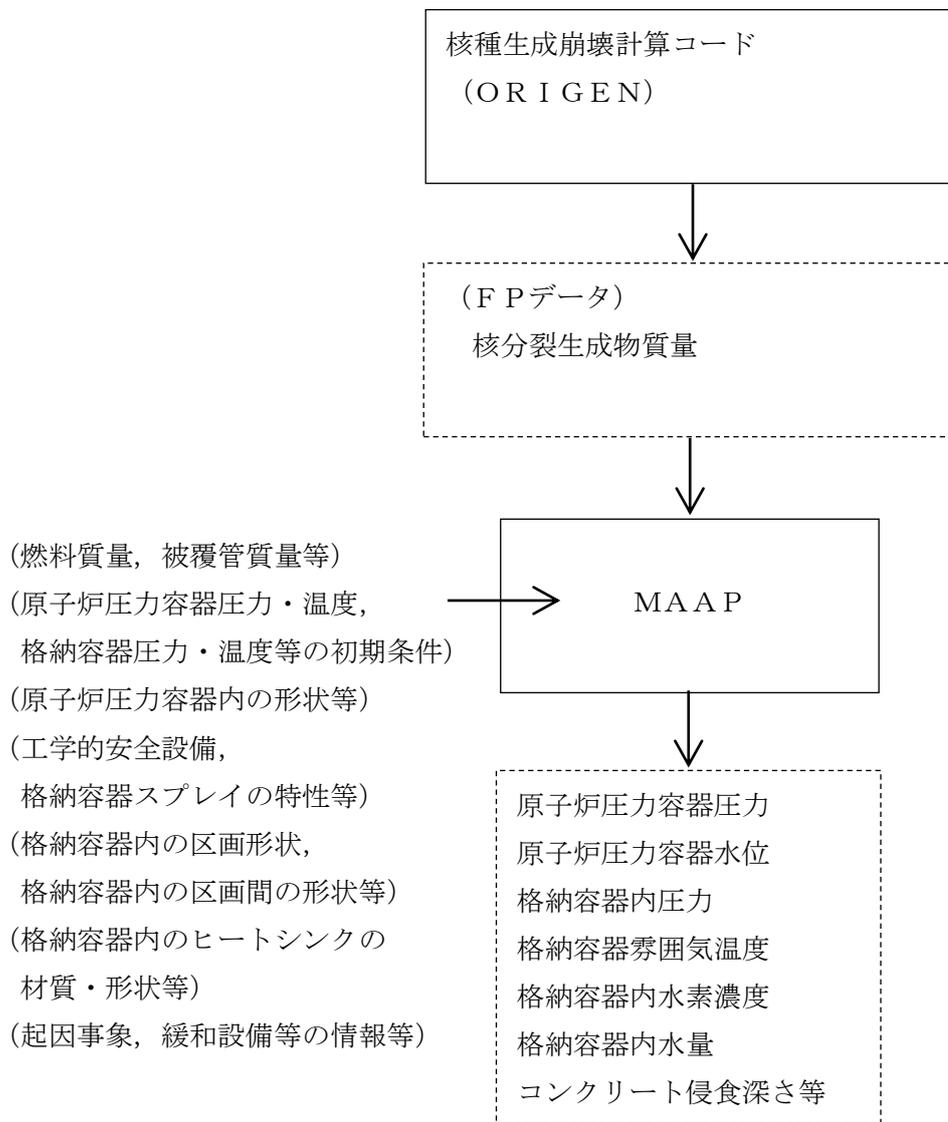 核種生成崩壊計算コード
（ＯＲＩＧＥＮ）
（ＦＰデータ）
核分裂生成物質量
（燃料質量，被覆管質量等）
（原子炉圧力容器圧力・温度，
格納容器圧力・温度等の初期条件）
（原子炉圧力容器内の形状等）
（工学的安全設備，
格納容器スプレイの特性等）
（格納容器内の区画形状，
格納容器内の区画間の形状等）
（格納容器内のヒートシンクの
材質・形状等）
（起因事象，緩和設備等の情報等）
ＭＡＡＰ
原子炉圧力容器圧力
原子炉圧力容器水位
格納容器内圧力
格納容器雰囲気温度
格納容器内水素濃度
格納容器内水量
コンクリート侵食深さ等